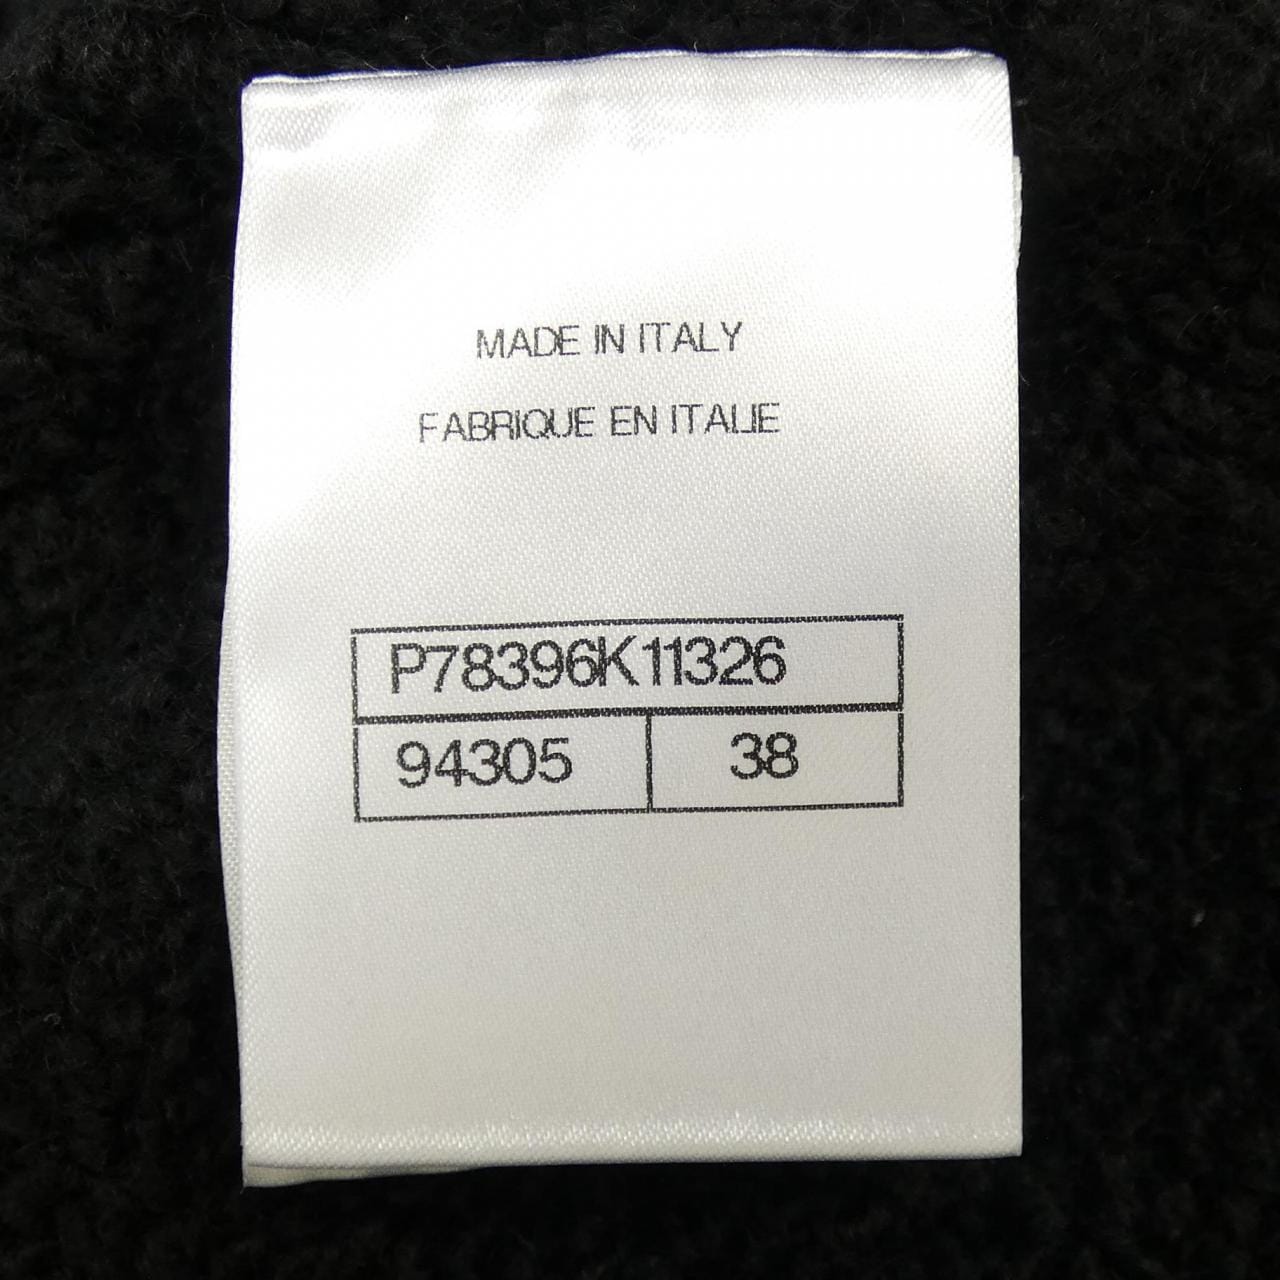 MADE IN ITALY
FABRIQUE EN ITALIE
P78396K11326
94305 38